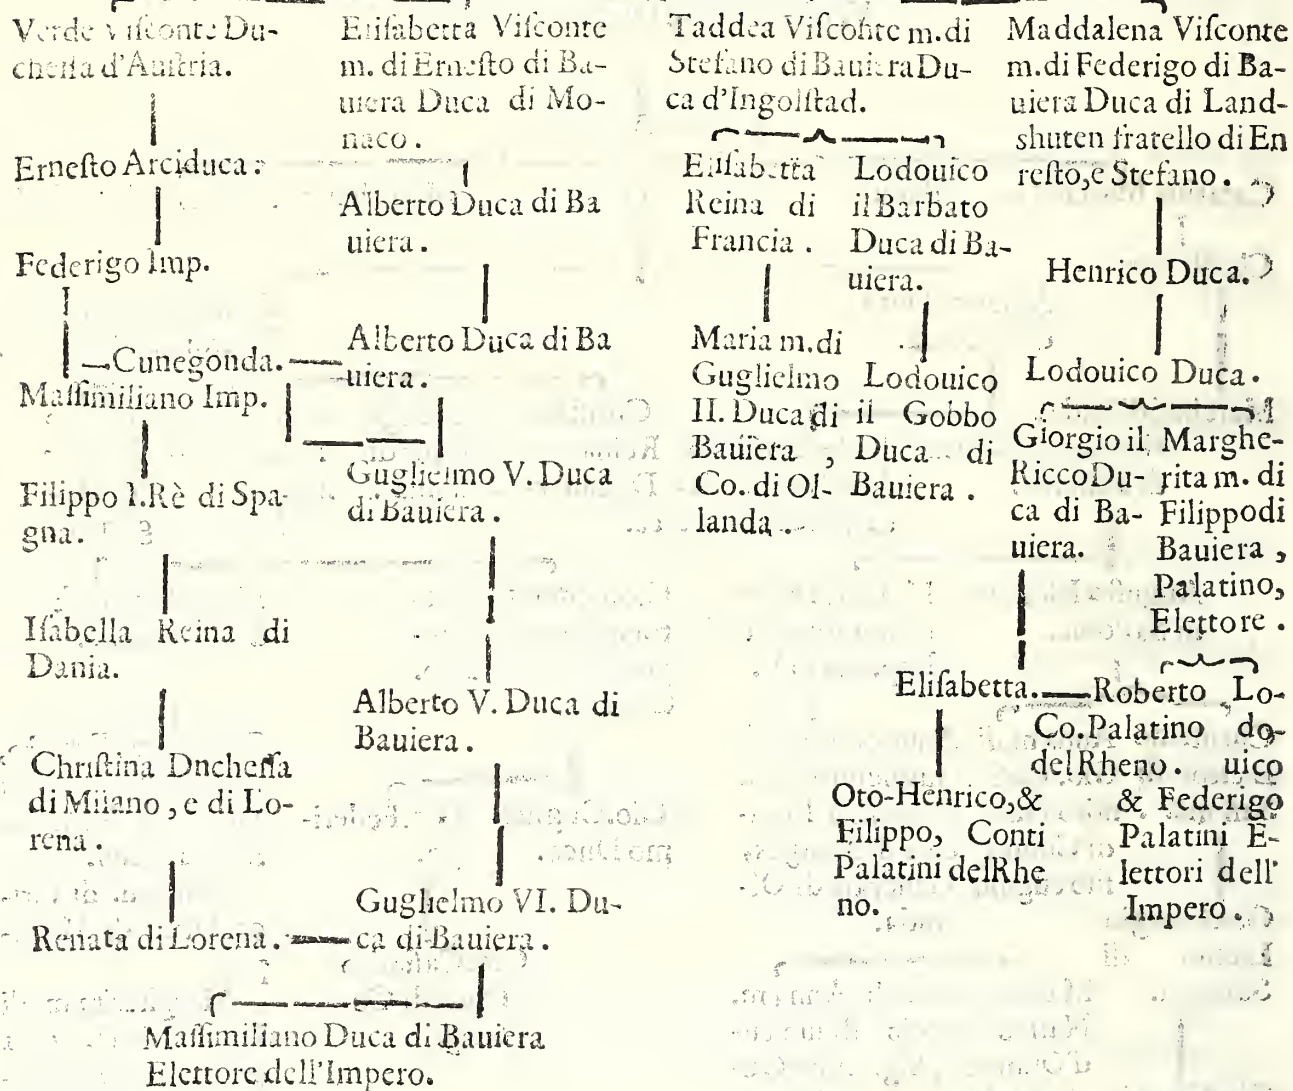 Verde Viſconte Du-
cheſſa d'Auſtria.
Erneſto Arciduca.
Federigo Imp.
Cunegonda.
Maſſimiliano Imp.
Filippo I. Rè di Spa-
gna.
Iſabella Reina di
Dania.
Chriſtina Dncheſſa
di Milano, e di Lo-
rena.
Renata di Lorena.
Eliſabetta Viſconte
m. di Erneſto di Ba-
uiera Duca di Mo-
naco.
Alberto Duca di Ba
uiera.
Alberto Duca di Ba
uiera.
Guglielmo V. Duca
di Bauiera.
Alberto V. Duca di
Bauiera.
Guglielmo VI. Du-
ca di Bauiera.
Maſſimiliano Duca di Bauiera
Elettore dell'Impero.
Taddea Viſconte m. di
Stefano di Bauiera Du-
ca d'Ingolſtad.
Eliſabetta
Reina di
Francia.
Maria m. di
Guglielmo
II. Duca di
Bauiera,
Co. di Ol-
landa.
Lodouico
il Barbato
Duca di Ba-
uiera.
Lodouico
il Gobbo
Duca di
Bauiera.
Maddalena Viſconte
m. di Federigo di Ba-
uiera Duca di Land-
shuten fratello di En
reſto, e Stefano.
Henrico Duca.
Lodouico Duca.
Giorgio il
Ricco Du-
ca di Ba-
uiera.
Marghe-
rita m. di
Filippo di
Bauiera,
Palatino,
Elettore.
Eliſabetta.
Roberto
Co. Palatino
del Rheno.
Lo-
do-
uico
& Federigo
Palatini E-
lettori dell'
Impero.
Oto-Henrico, &
Filippo, Conti
Palatini del Rhe
no.